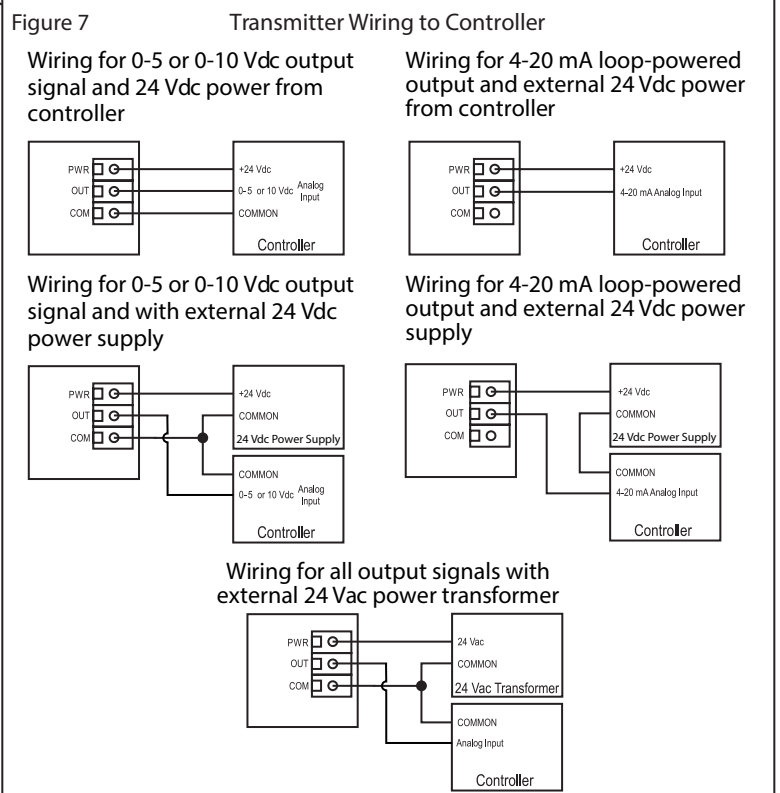 Figure 7 Transmitter Wiring to Controller
Wiring for 0-5 or 0-10 Vdc output
signal and 24 Vdc power from
controller
PWR
OUT
COM
+24 Vdc
0-5 or 10 Vdc Analog
Input
COMMON
Controller
Wiring for 4-20 mA loop-powered
output and external 24 Vdc power
from controller
PWR
OUT
COM
+24 Vdc
4-20 mA Analog Input
Controller
Wiring for 0-5 or 0-10 Vdc output
signal and with external 24 Vdc
power supply
PWR
OUT
COM
+24 Vdc
COMMON
24 Vdc Power Supply
COMMON
0-5 or 10 Vdc Analog
Input
Controller
Wiring for 4-20 mA loop-powered
output and external 24 Vdc power
supply
PWR
OUT
COM
+24 Vdc
COMMON
24 Vdc Power Supply
COMMON
4-20 mA Analog Input
Controller
Wiring for all output signals with
external 24 Vac power transformer
PWR
OUT
COM
24 Vac
COMMON
24 Vac Transformer
COMMON
Analog Input
Controller